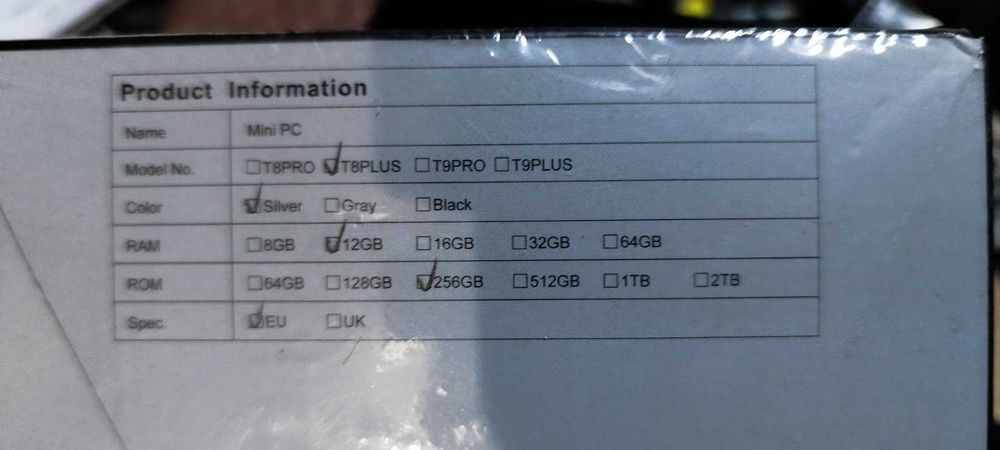 Product Information
Name Mini PC
Model No. ☐T8PRO ☑T8PLUS ☐T9PRO ☐T9PLUS
Color ☑Silver ☐Gray ☐Black
RAM ☐8GB ☑12GB ☐16GB ☐32GB ☐64GB
ROM ☐64GB ☐128GB ☑256GB ☐512GB ☐1TB ☐2TB
Spec. ☑EU ☐UK